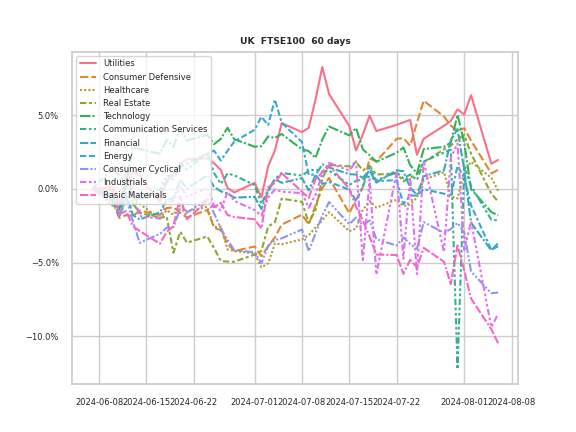 UK  FTSE100  60 days
Utilities
Consumer Defensive
Healthcare
Real Estate
Technology
Communication Services
Financial
Energy
Consumer Cyclical
Industrials
Basic Materials
5.0%
0.0%
−5.0%
−10.0%
2024-06-08 2024-06-15 2024-06-22 2024-07-01 2024-07-08 2024-07-15 2024-07-22 2024-08-01 2024-08-08